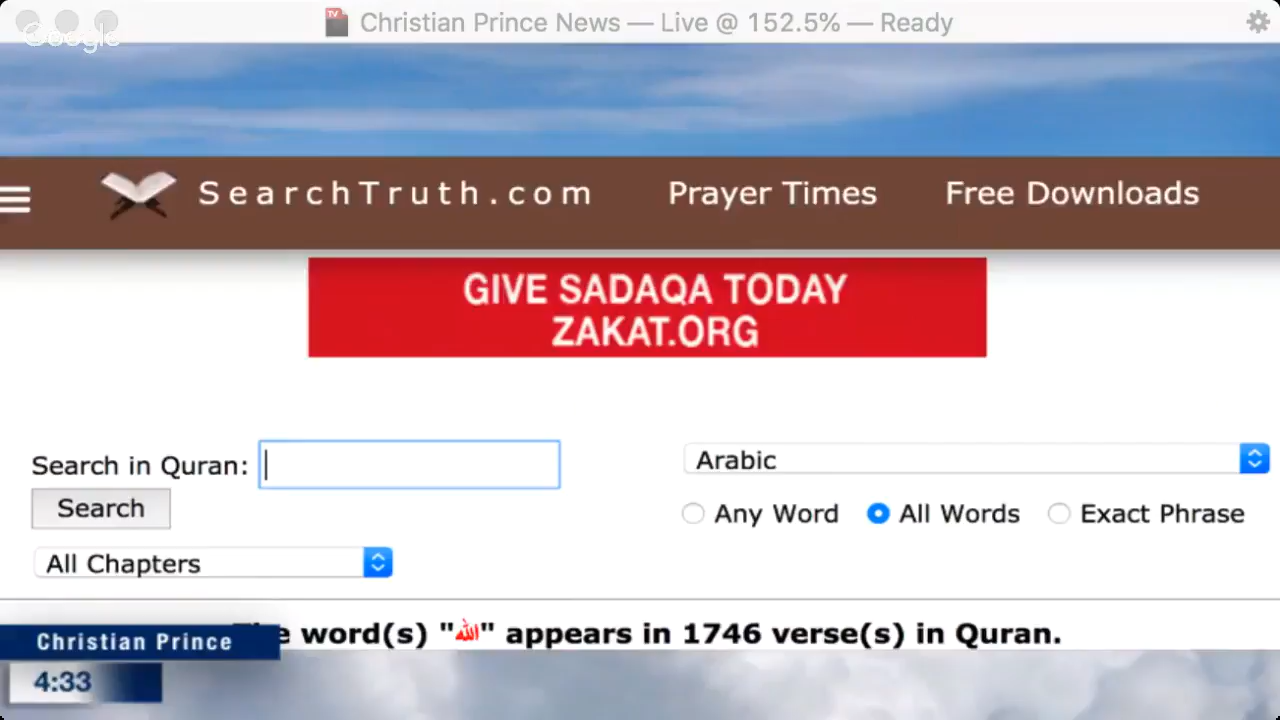 Google
Christian Prince News — Live @ 152.5% — Ready
SearchTruth.com Prayer Times Free Downloads
GIVE SADAQA TODAY
ZAKAT.ORG
Search in Quran: Arabic
Search Any Word All Words Exact Phrase
All Chapters
word(s) "الله" appears in 1746 verse(s) in Quran.
Christian Prince
4:33